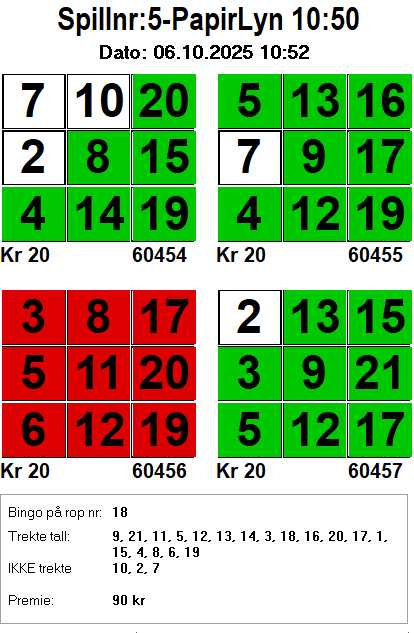 Spillnr:5-PapirLyn 10:50
Dato: 06.10.2025 10:52
7 10 20 5 13 16
2 8 15 7 9 17
4 14 19 4 12 19
Kr 20 60454 Kr 20 60455
3 8 17 2 13 15
5 11 20 3 9 21
6 12 19 5 12 17
Kr 20 60456 Kr 20 60457
Bingo på rop nr: 18
Trekte tall: 9, 21, 11, 5, 12, 13, 14, 3, 18, 16, 20, 17, 1,
15, 4, 8, 6, 19
IKKE trekte 10, 2, 7
Premie: 90 kr